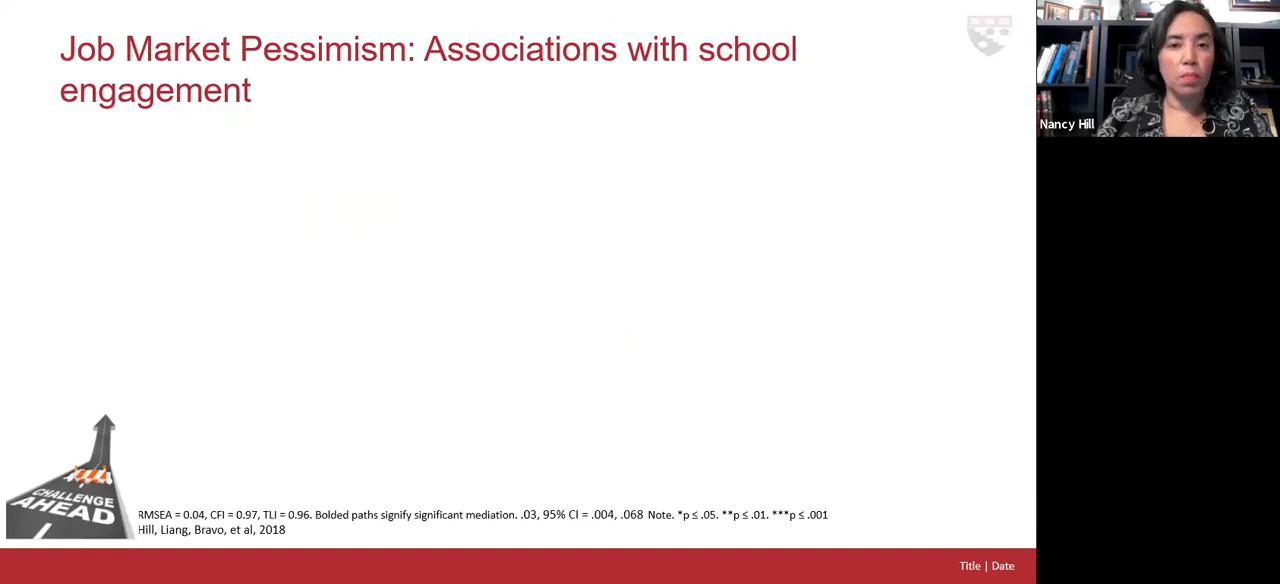 Job Market Pessimism: Associations with school
engagement
Nancy Hill
CHALLENGE
AHEAD
RMSEA = 0.04, CFI = 0.97, TLI = 0.96. Bolded paths signify significant mediation. .03, 95% CI = .004, .068 Note. *p ≤ .05. **p ≤ .01. ***p ≤ .001
Hill, Liang, Bravo, et al, 2018
Title | Date